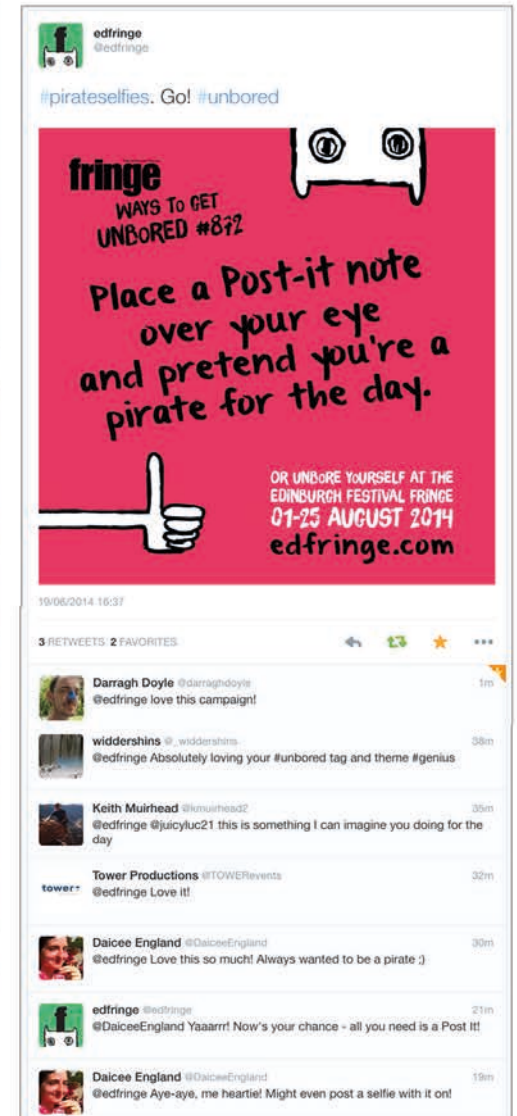 edfringe
@edfringe
#pirateselfies. Go! #unbored
fringe
WAYS TO GET
UNBORED #872
Place a Post-it note
over your eye
and pretend you're a
pirate for the day.
OR UNBORE YOURSELF AT THE
EDINBURGH FESTIVAL FRINGE
01-25 AUGUST 2014
edfringe.com
19/06/2014 16:37
3 RETWEETS 2 FAVORITES
Darragh Doyle @darraghdoyle 1m
@edfringe love this campaign!
widdershins @_widdershins 38m
@edfringe Absolutely loving your #unbored tag and theme #genius
Keith Muirhead @kmuirhead2 35m
@edfringe @juicyluc21 this is something I can imagine you doing for the
day
Tower Productions @TOWERevents 32m
tower+
@edfringe Love it!
Daicee England @DaiceeEngland 30m
@edfringe Love this so much! Always wanted to be a pirate ;)
edfringe @edfringe 21m
@DaiceeEngland Yaaarrr! Now's your chance - all you need is a Post It!
Daicee England @DaiceeEngland 19m
@edfringe Aye-aye, me heartie! Might even post a selfie with it on!